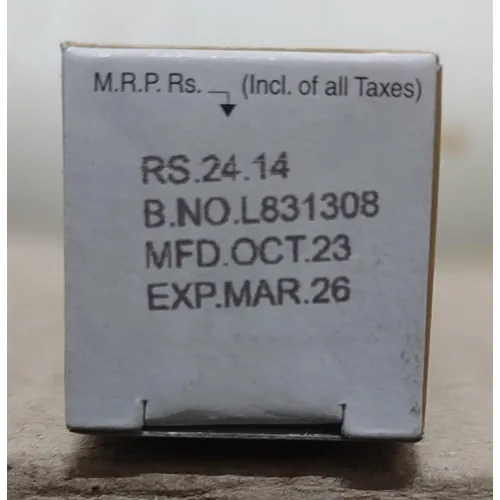 M.R.P. Rs. (Incl. of all Taxes)
RS.24.14
B.NO.L831308
MFD.OCT.23
EXP.MAR.26